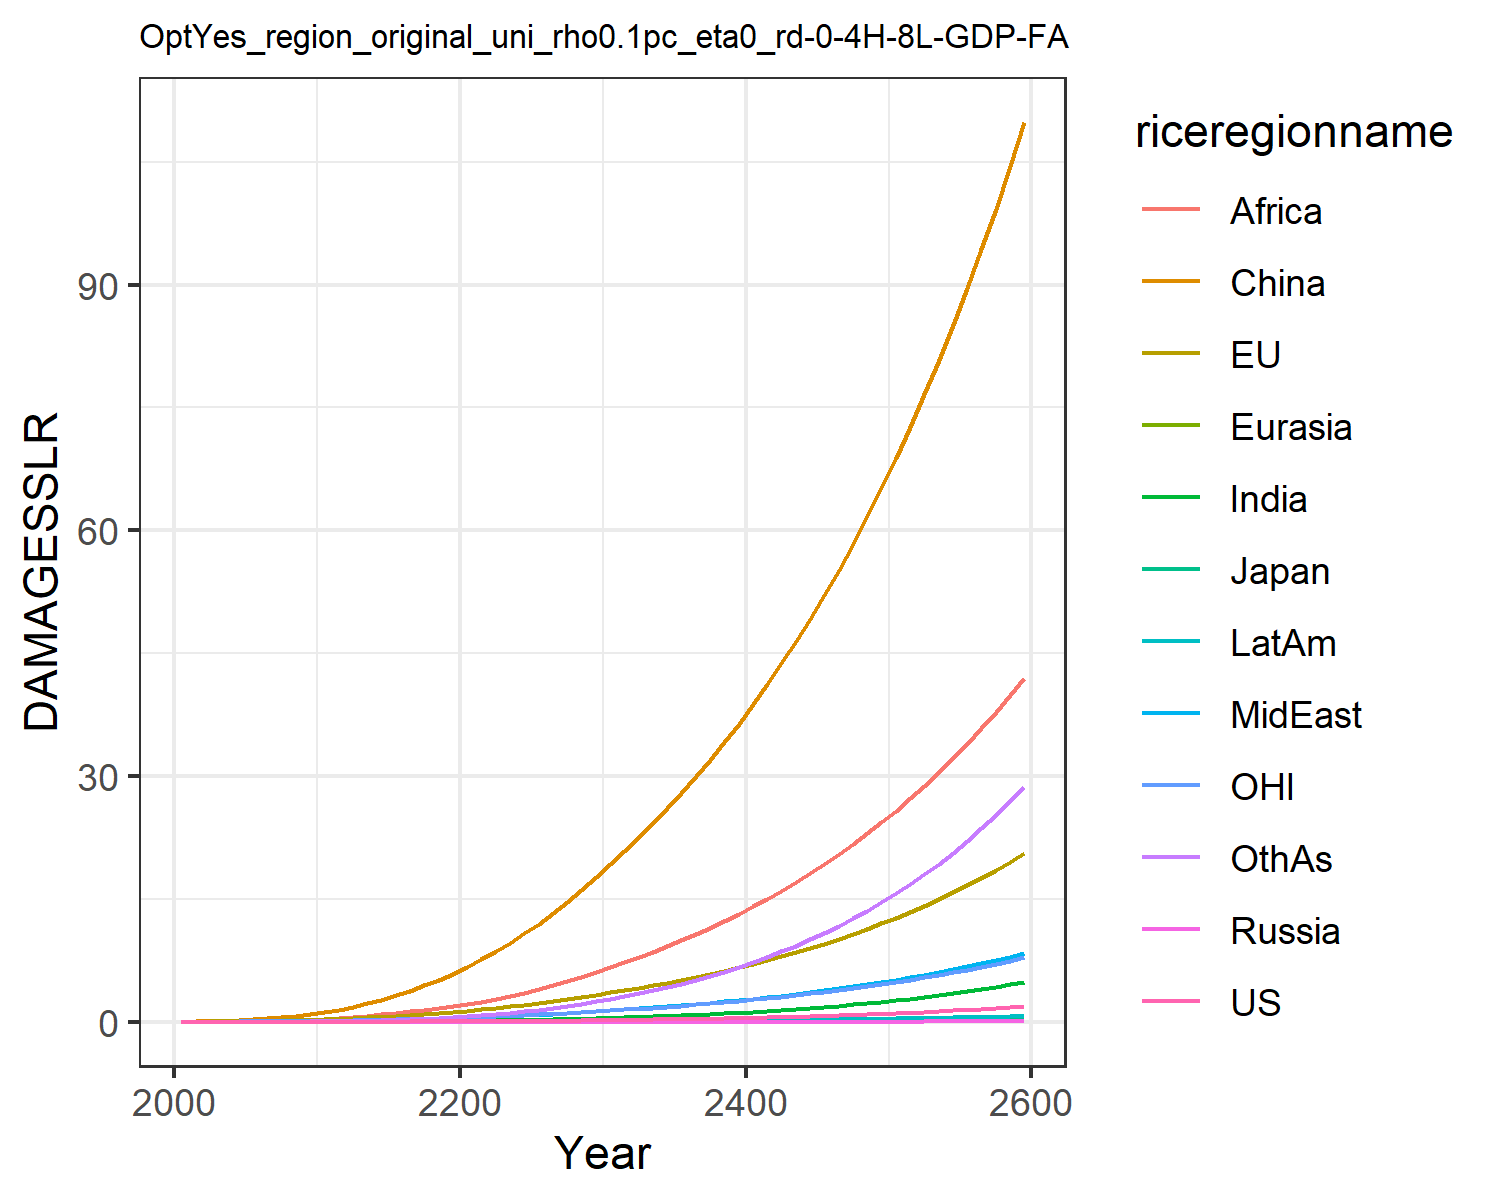 OptYes_region_original_uni_rho0.1pc_eta0_rd-0-4H-8L-GDP-FA
DAMAGESSLR
90
60
30
0
2000 2200 2400 2600
Year
riceregionname
Africa
China
EU
Eurasia
India
Japan
LatAm
MidEast
OHI
OthAs
Russia
US